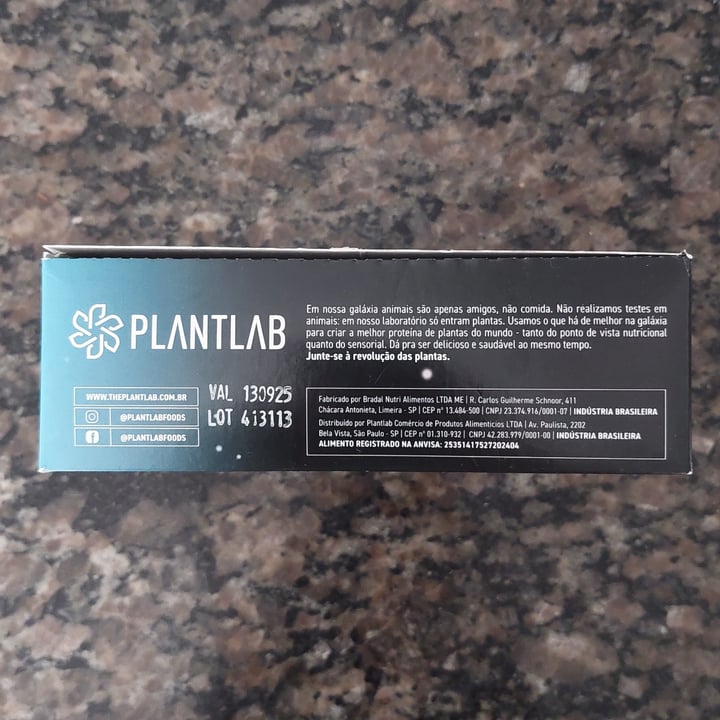 PLANTLAB
Em nossa galáxia animais são apenas amigos, não comida. Não realizamos testes em
animais: em nosso laboratório só entram plantas. Usamos o que há de melhor na galáxia
para criar a melhor proteína de plantas do mundo - tanto do ponto de vista nutricional
quanto do sensorial. Dá pra ser delicioso e saudável ao mesmo tempo.
Junte-se à revolução das plantas.
WWW.THEPLANTLAB.COM.BR
@PLANTLABFOODS
@PLANTLABFOODS
VAL 130925
LOT 413113
Fabricado por Bradal Nutri Alimentos LTDA ME | R. Carlos Guilherme Schnoor, 411
Chácara Antonieta, Limeira - SP | CEP nº 13.484-500 | CNPJ 23.374.916/0001-07 | INDÚSTRIA BRASILEIRA
Distribuído por Plantlab Comércio de Produtos Alimenticios LTDA | Av. Paulista, 2202
Bela Vista, São Paulo - SP | CEP nº 01.310-932 | CNPJ 42.283.979/0001-00 | INDÚSTRIA BRASILEIRA
ALIMENTO REGISTRADO NA ANVISA: 25351417527202404